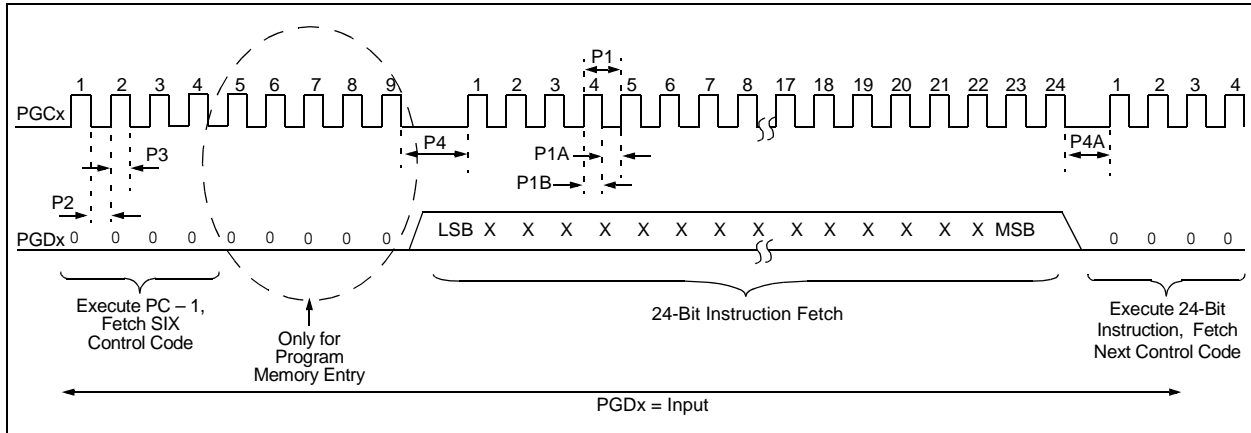 P1
1 2 3 4 5 6 7 8 9 1 2 3 4 5 6 7 8 17 18 19 20 21 22 23 24 1 2 3 4
PGCx
P3 P4 P1A P4A
P1B
P2
PGDx
0 0 0 0 0 0 0 0 0 LSB X X X X X X X X X X X X X X MSB 0 0 0 0
Execute PC – 1,
Fetch SIX
Control Code
Only for
Program
Memory Entry
24-Bit Instruction Fetch
Execute 24-Bit
Instruction, Fetch
Next Control Code
PGDx = Input